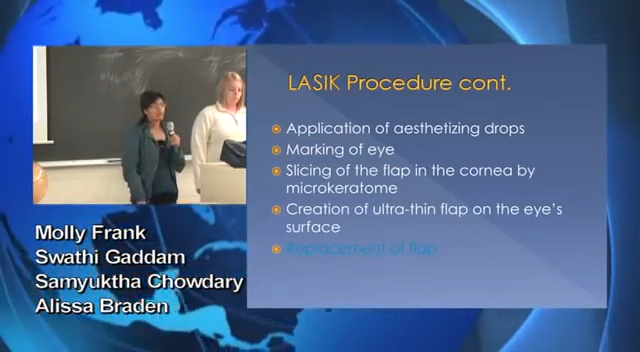 LASIK Procedure cont.
Application of aesthetizing drops
Marking of eye
Slicing of the flap in the cornea by
microkeratome
Creation of ultra-thin flap on the eye's
surface
Replacement of flap
Molly Frank
Swathi Gaddam
Samyuktha Chowdary
Alissa Braden